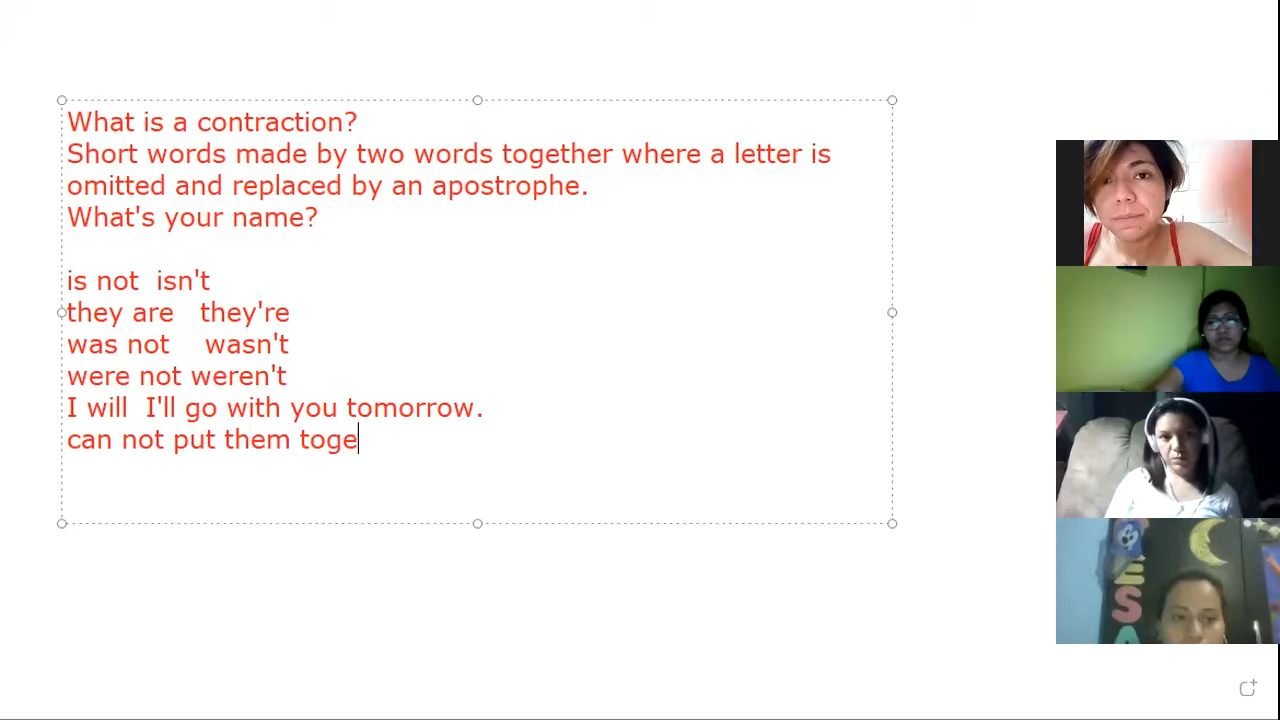 What is a contraction?
Short words made by two words together where a letter is
omitted and replaced by an apostrophe.
What's your name?
is not  isn't
they are   they're
was not    wasn't
were not weren't
I will  I'll go with you tomorrow.
can not put them toge
ESA